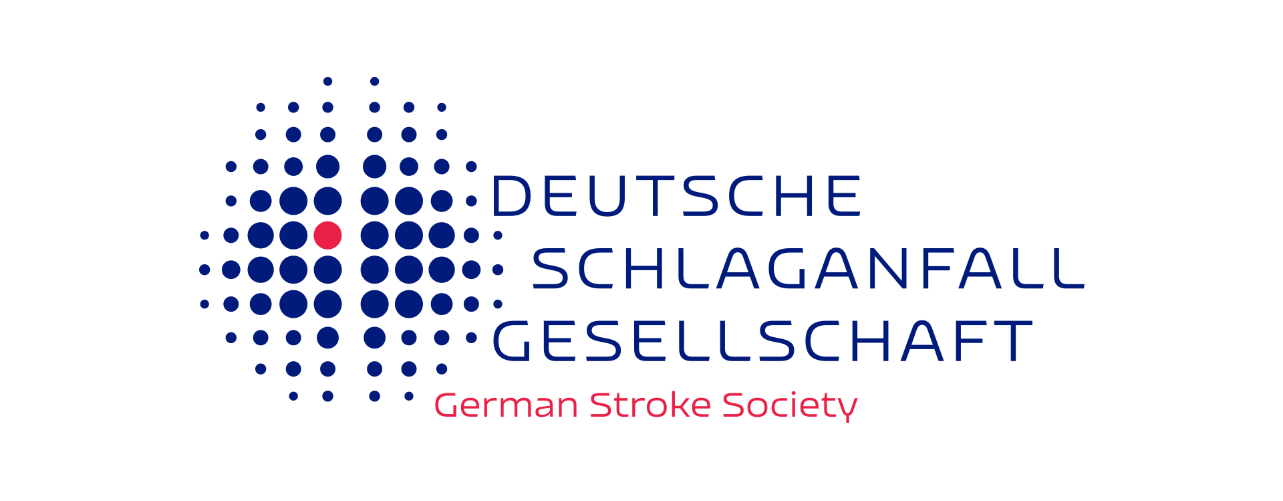 DEUTSCHE
SCHLAGANFALL
GESELLSCHAFT
German Stroke Society